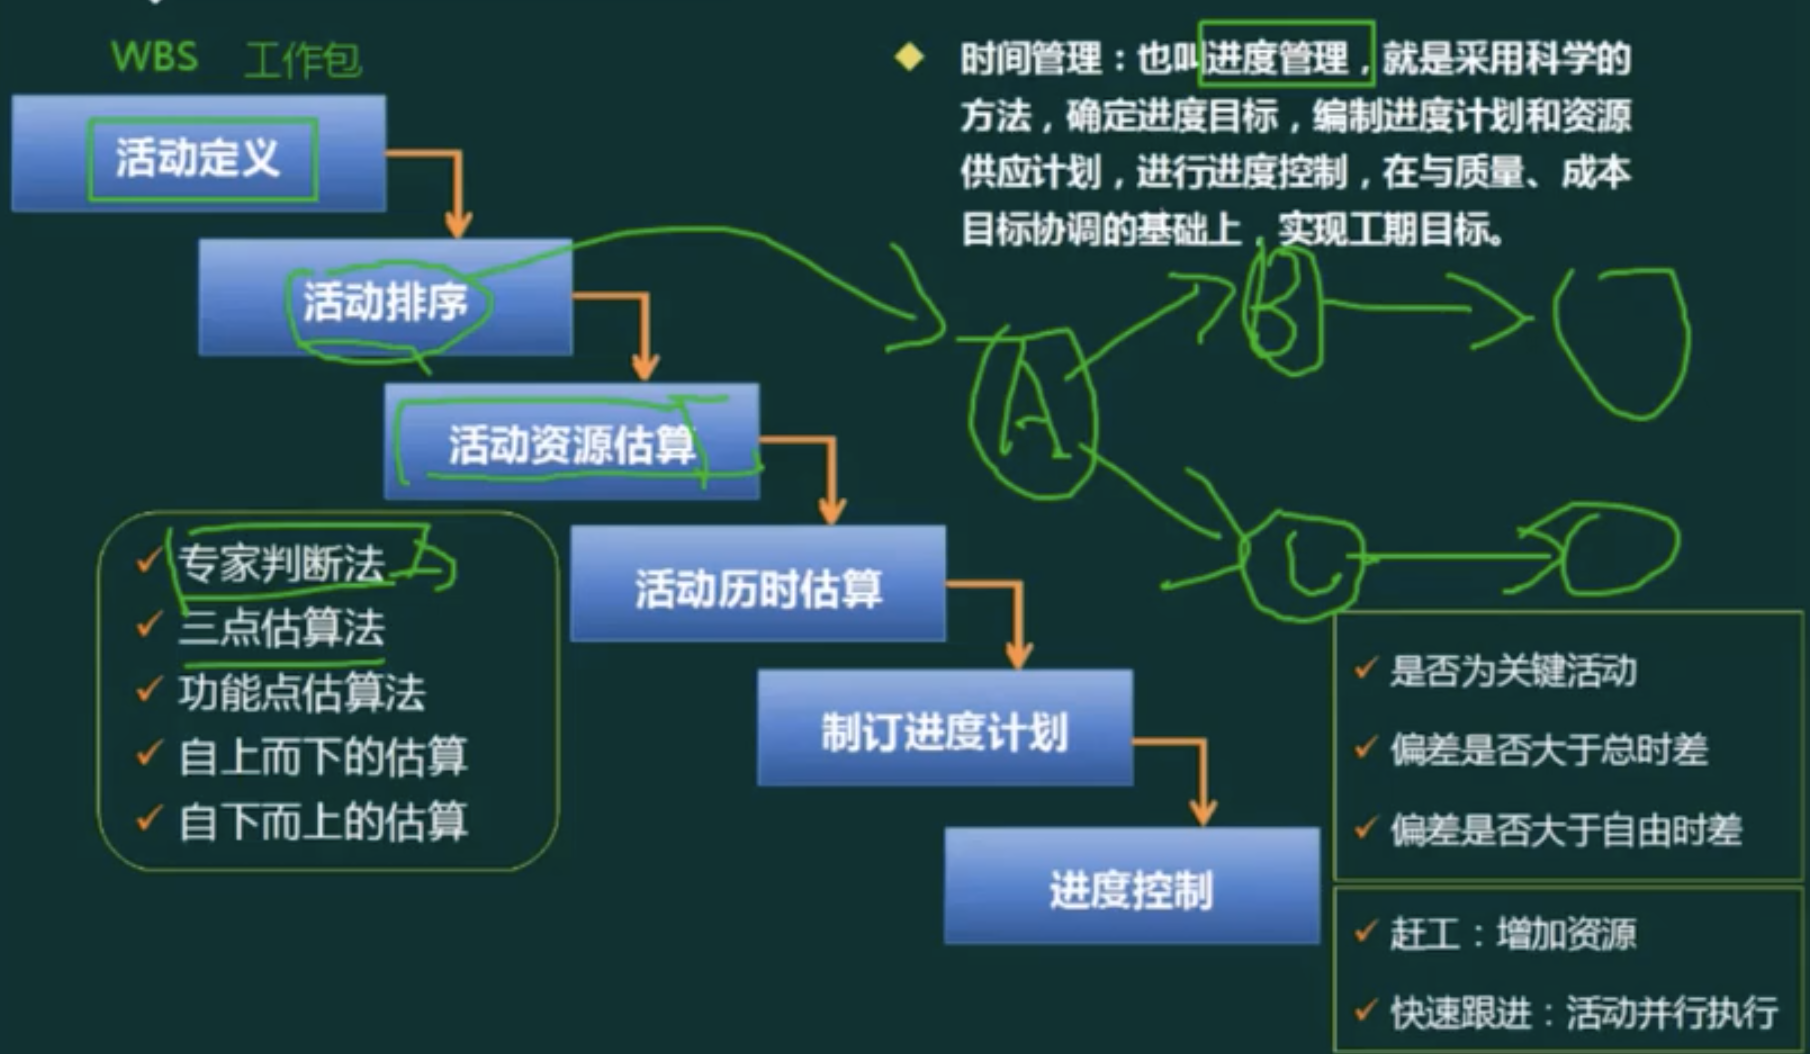 WBS 工作包
活动定义
活动排序
活动资源估算
活动历时估算
制订进度计划
进度控制
时间管理：也叫进度管理，就是采用科学的
方法，确定进度目标，编制进度计划和资源
供应计划，进行进度控制，在与质量、成本
目标协调的基础上，实现工期目标。
A
B
C
✓ 专家判断法
✓ 三点估算法
✓ 功能点估算法
✓ 自上而下的估算
✓ 自下而上的估算
✓ 是否为关键活动
✓ 偏差是否大于总时差
✓ 偏差是否大于自由时差
✓ 赶工：增加资源
✓ 快速跟进：活动并行执行